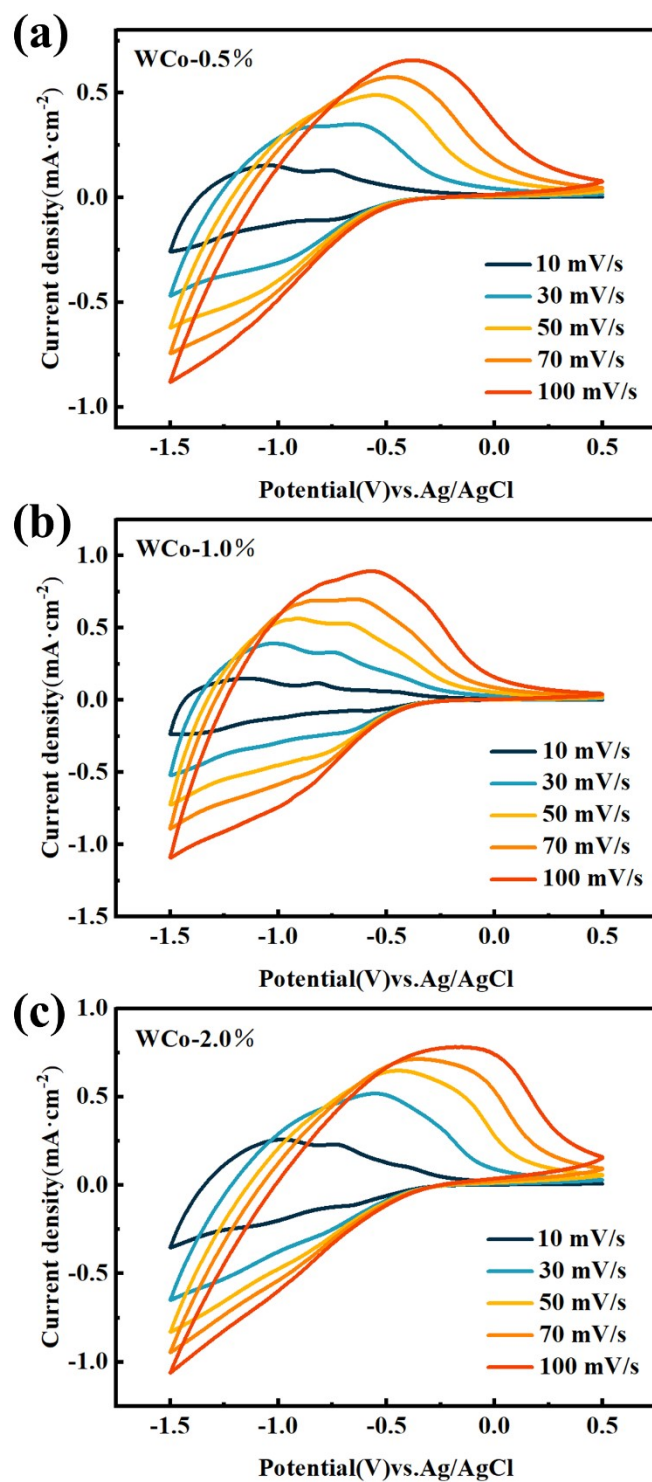 (a)
WCo-0.5%
Current density(mA·cm-2)
0.5
0.0
-0.5
-1.0
10 mV/s
30 mV/s
50 mV/s
70 mV/s
100 mV/s
-1.5 -1.0 -0.5 0.0 0.5
Potential(V)vs.Ag/AgCl
(b)
WCo-1.0%
Current density(mA·cm-2)
1.0
0.5
0.0
-0.5
-1.0
-1.5
10 mV/s
30 mV/s
50 mV/s
70 mV/s
100 mV/s
-1.5 -1.0 -0.5 0.0 0.5
Potential(V)vs.Ag/AgCl
(c)
WCo-2.0%
Current density(mA·cm-2)
1.0
0.5
0.0
-0.5
-1.0
10 mV/s
30 mV/s
50 mV/s
70 mV/s
100 mV/s
-1.5 -1.0 -0.5 0.0 0.5
Potential(V)vs.Ag/AgCl